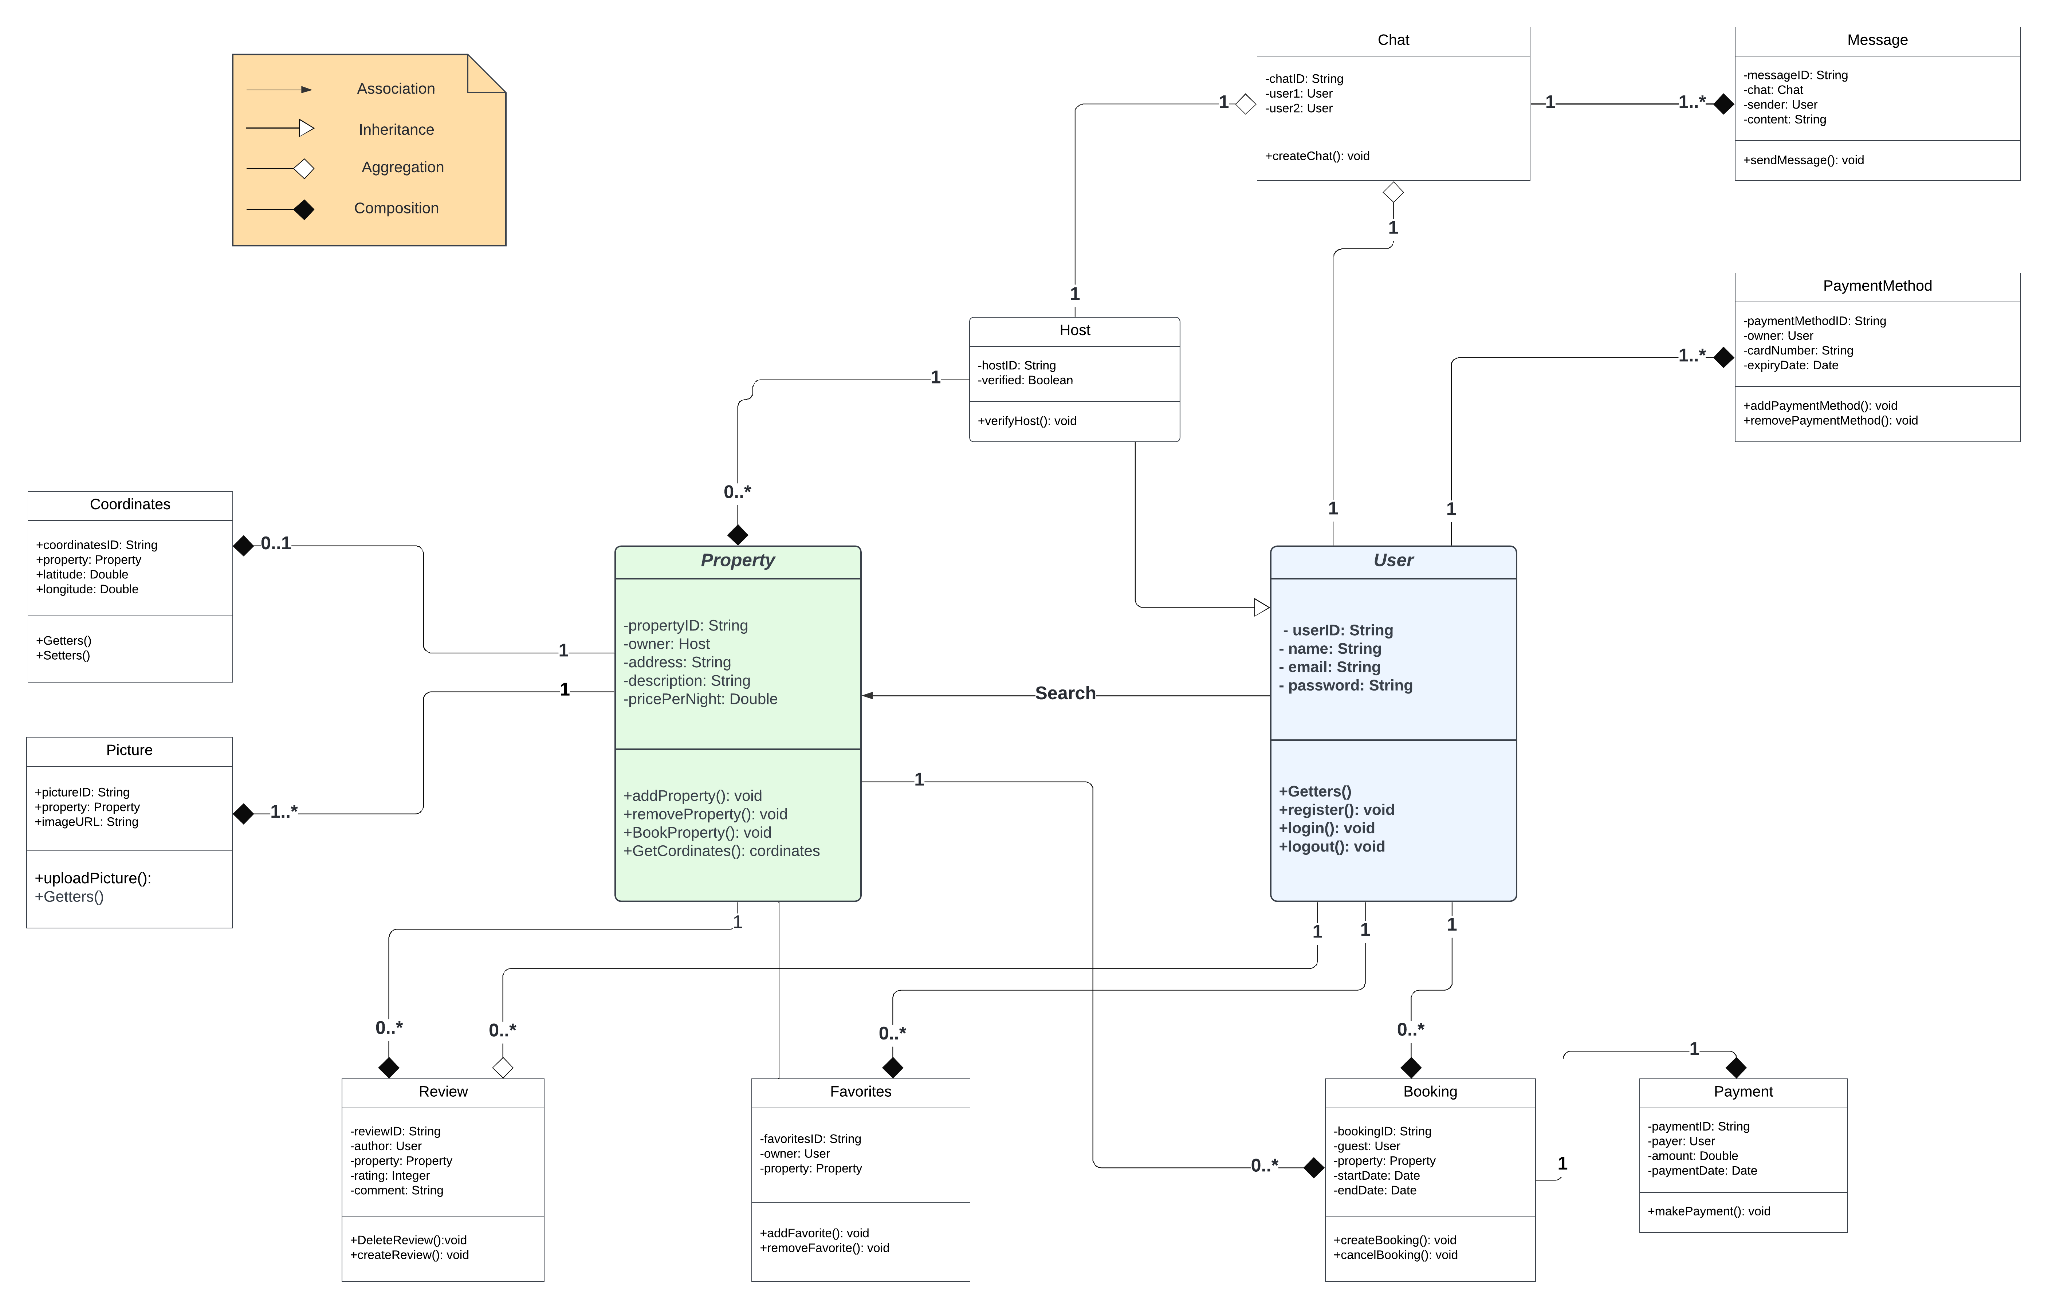 Association
Inheritance
Aggregation
Composition
Chat
-chatID: String
-user1: User
-user2: User
+createChat(): void
Message
-messageID: String
-chat: Chat
-sender: User
-content: String
+sendMessage(): void
1
1
1..*
1
1
PaymentMethod
-paymentMethodID: String
-owner: User
-cardNumber: String
-expiryDate: Date
+addPaymentMethod(): void
+removePaymentMethod(): void
1..*
Host
-hostID: String
-verified: Boolean
+verifyHost(): void
1
0..*
1
1
Coordinates
+coordinatesID: String
+property: Property
+latitude: Double
+longitude: Double
+Getters()
+Setters()
0..1
1
1
Picture
+pictureID: String
+property: Property
+imageURL: String
+uploadPicture():
+Getters()
1..*
Property
-propertyID: String
-owner: Host
-address: String
-description: String
-pricePerNight: Double
+addProperty(): void
+removeProperty(): void
+BookProperty(): void
+GetCordinates(): cordinates
Search
1
User
- userID: String
- name: String
- email: String
- password: String
+Getters()
+register(): void
+login(): void
+logout(): void
1
1
1
1
0..*
0..*
0..*
0..*
1
Review
-reviewID: String
-author: User
-property: Property
-rating: Integer
-comment: String
+DeleteReview():void
+createReview(): void
Favorites
-favoritesID: String
-owner: User
-property: Property
+addFavorite(): void
+removeFavorite(): void
0..*
Booking
-bookingID: String
-guest: User
-property: Property
-startDate: Date
-endDate: Date
+createBooking(): void
+cancelBooking(): void
1
Payment
-paymentID: String
-payer: User
-amount: Double
-paymentDate: Date
+makePayment(): void